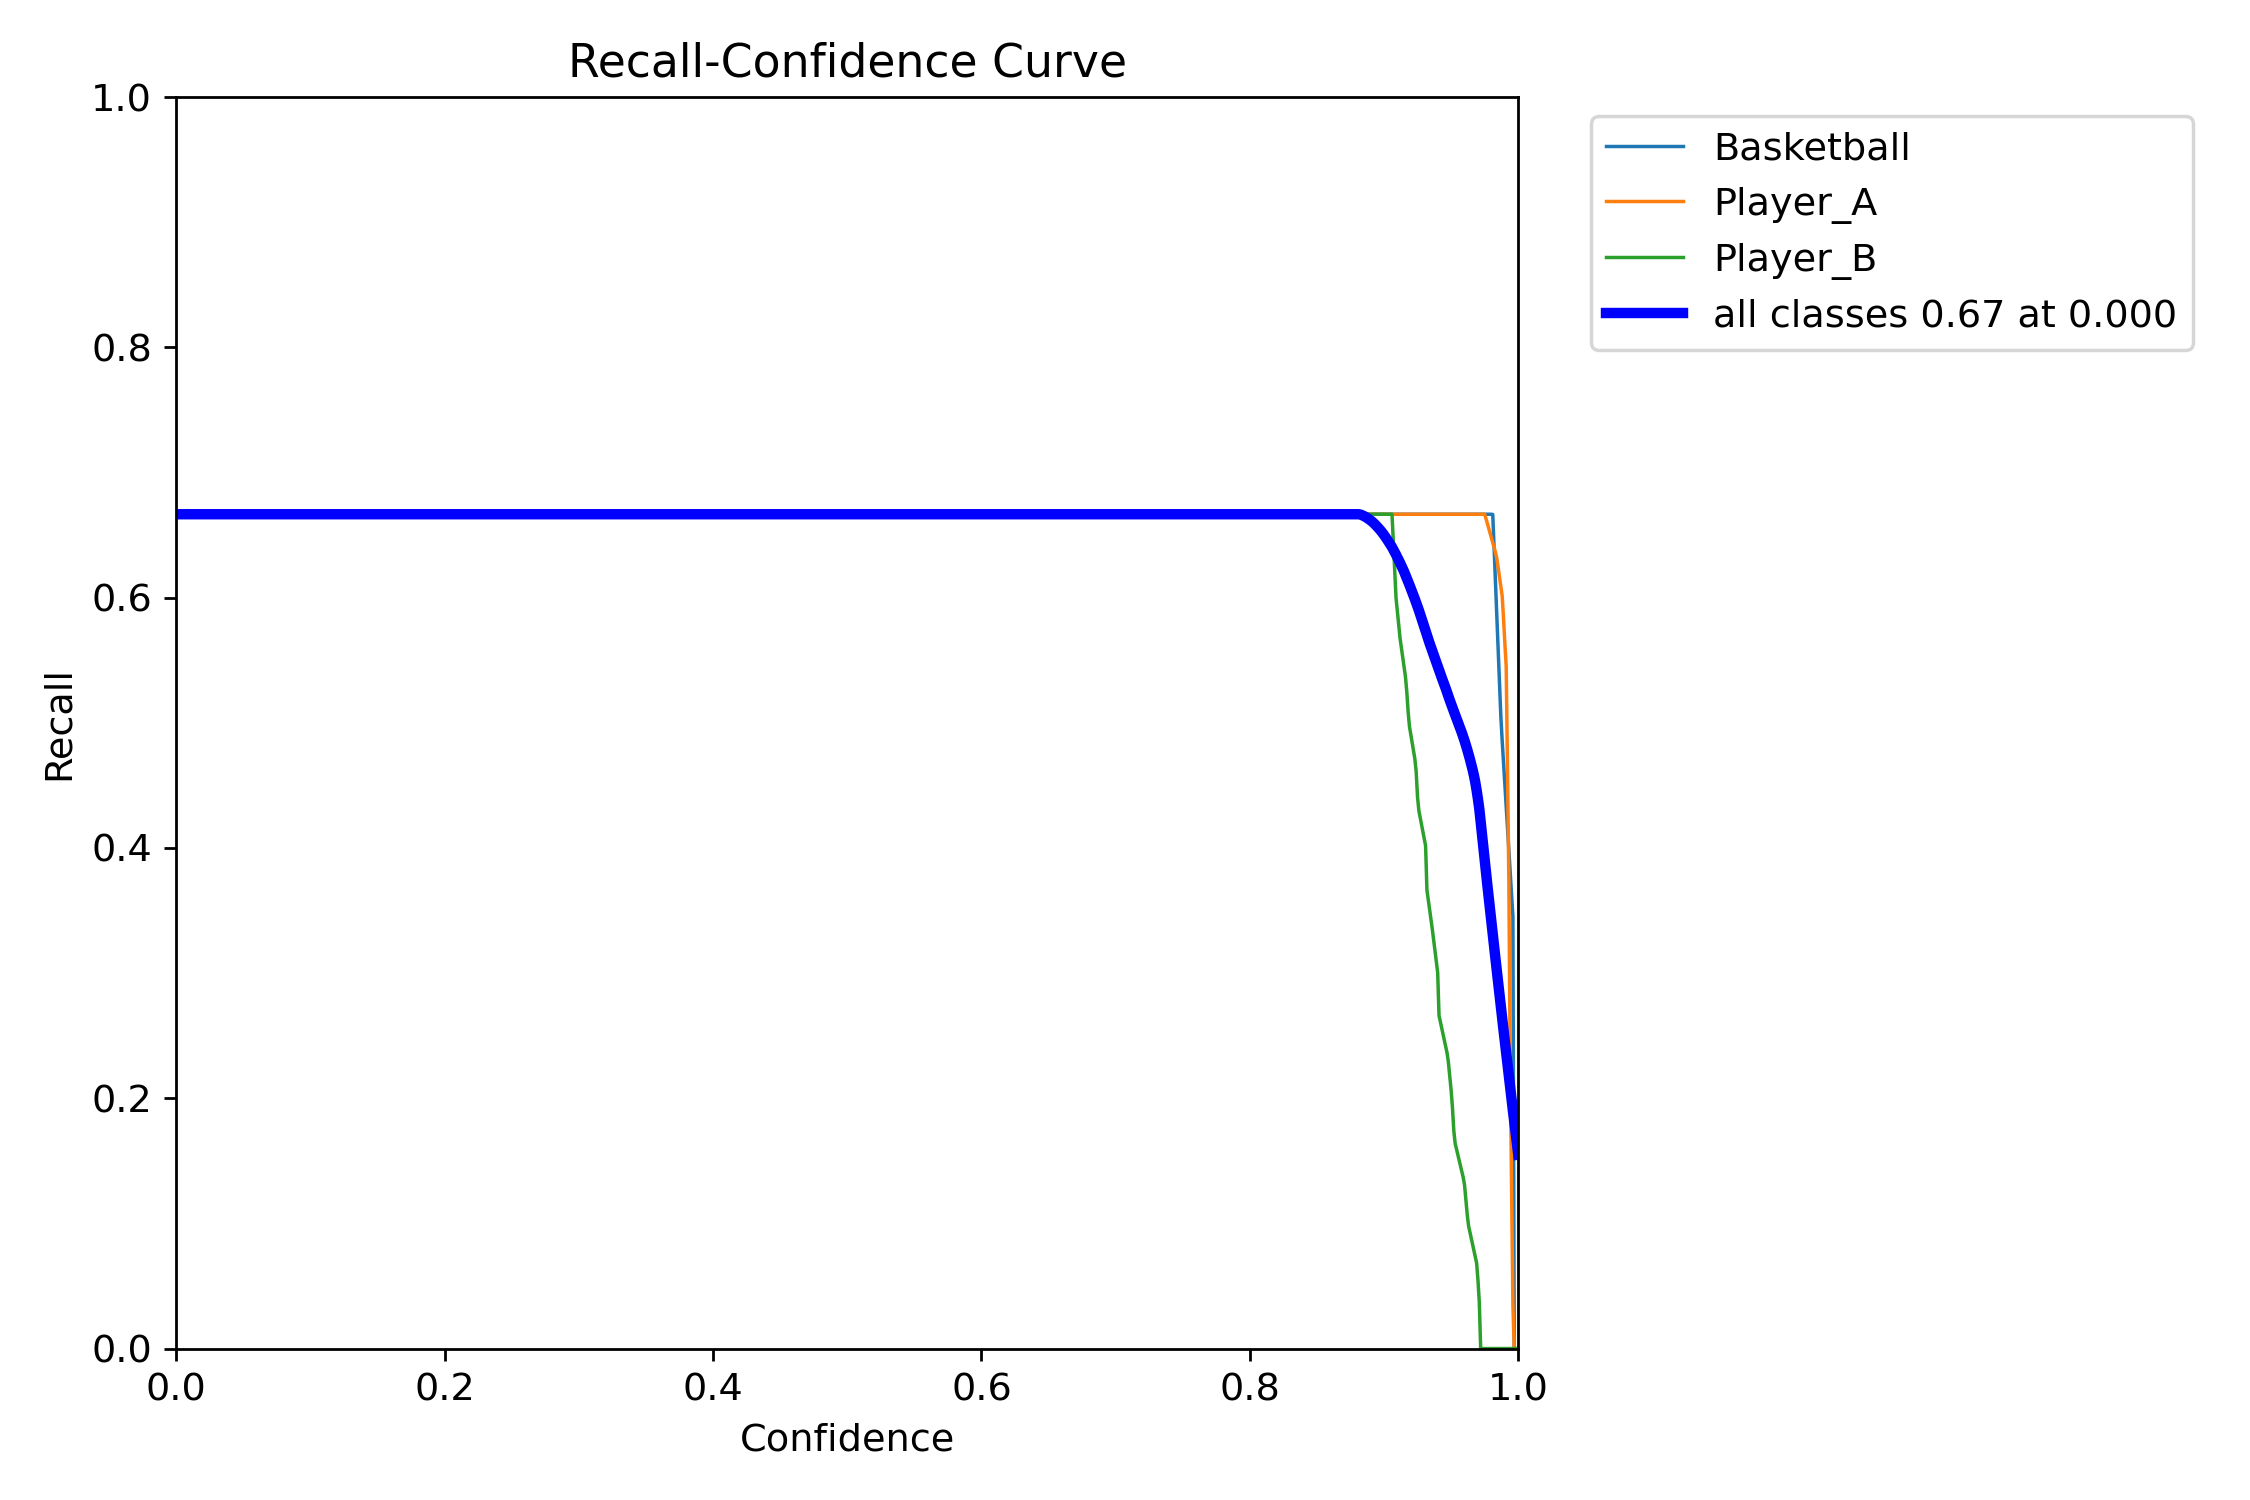 Recall-Confidence Curve
1.0
0.8
0.6
0.4
0.2
0.0
Recall
0.0 0.2 0.4 0.6 0.8 1.0
Confidence
Basketball
Player_A
Player_B
all classes 0.67 at 0.000